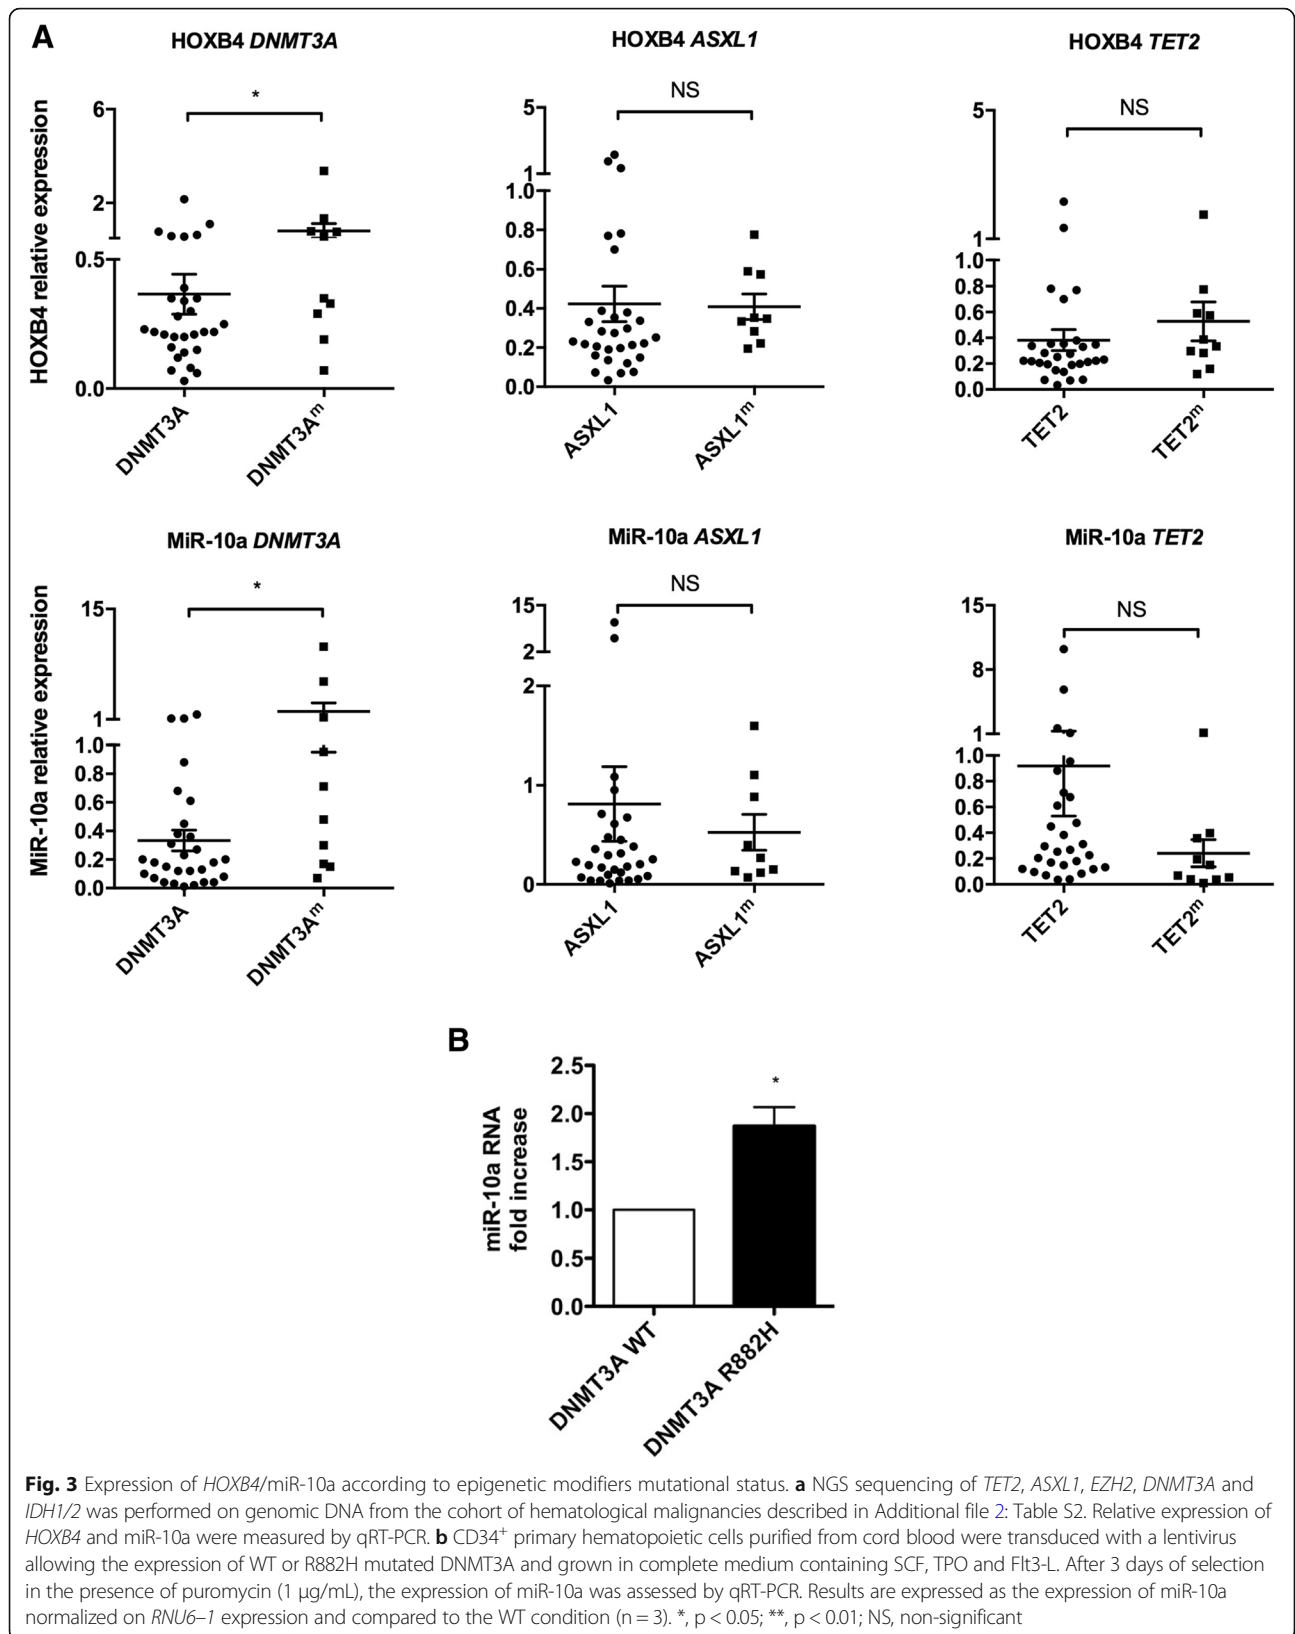 A
HOXB4 DNMT3A
HOXB4 ASXL1
HOXB4 TET2
HOXB4 relative expression
6
2
0.5
0.0
*
DNMT3A
DNMT3Aᵐ
5
1
1.0
0.8
0.6
0.4
0.2
0.0
NS
ASXL1
ASXL1ᵐ
5
1
1.0
0.8
0.6
0.4
0.2
0.0
NS
TET2
TET2ᵐ
MiR-10a DNMT3A
MiR-10a ASXL1
MiR-10a TET2
MiR-10a relative expression
15
1
1.0
0.8
0.6
0.4
0.2
0.0
*
DNMT3A
DNMT3Aᵐ
15
2
2
1
0
NS
ASXL1
ASXL1ᵐ
15
8
1
1.0
0.8
0.6
0.4
0.2
0.0
NS
TET2
TET2ᵐ
B
miR-10a RNA
fold increase
2.5
2.0
1.5
1.0
0.5
0.0
*
DNMT3A WT
DNMT3A R882H
Fig. 3 Expression of HOXB4/miR-10a according to epigenetic modifiers mutational status. a NGS sequencing of TET2, ASXL1, EZH2, DNMT3A and
IDH1/2 was performed on genomic DNA from the cohort of hematological malignancies described in Additional file 2: Table S2. Relative expression of
HOXB4 and miR-10a were measured by qRT-PCR. b CD34⁺ primary hematopoietic cells purified from cord blood were transduced with a lentivirus
allowing the expression of WT or R882H mutated DNMT3A and grown in complete medium containing SCF, TPO and Flt3-L. After 3 days of selection
in the presence of puromycin (1 μg/mL), the expression of miR-10a was assessed by qRT-PCR. Results are expressed as the expression of miR-10a
normalized on RNU6–1 expression and compared to the WT condition (n = 3). *, p < 0.05; **, p < 0.01; NS, non-significant